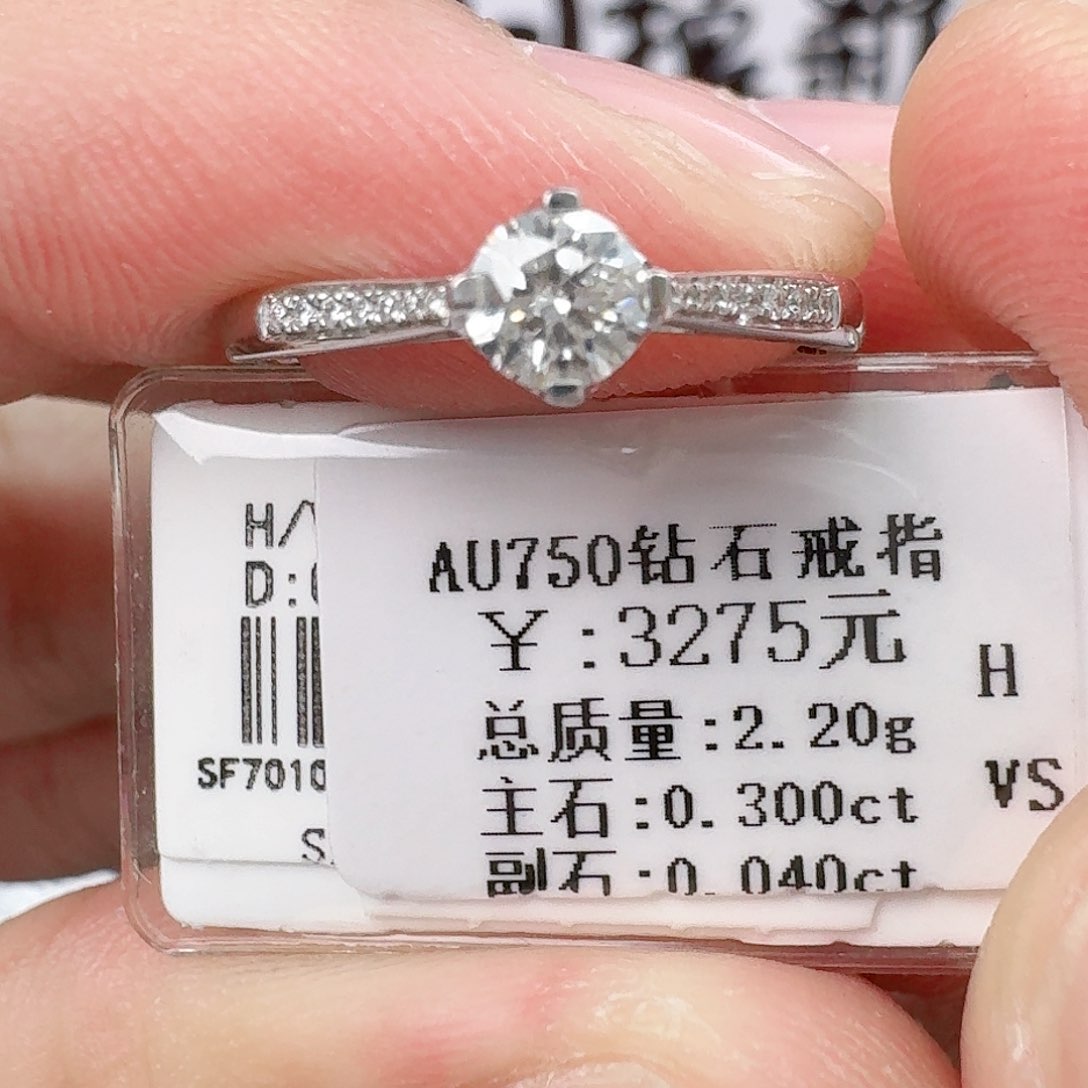 H/
D:
SF7010
S
AU750钻石戒指
￥:3275元
总质量:2.20g
主石:0.300ct
副石:0.040ct
H
VS